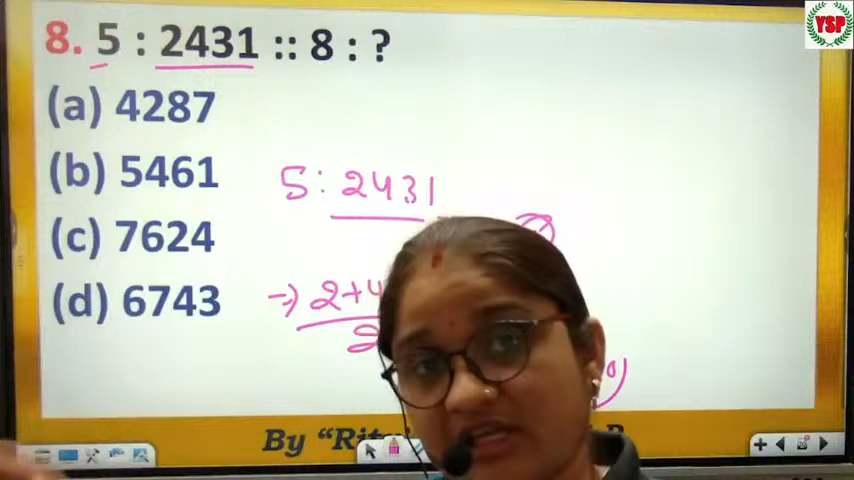 YSP
8. 5 : 2431 :: 8 : ?
(a) 4287
(b) 5461
5 : 2431
(c) 7624
(d) 6743
=> 2+4
By “